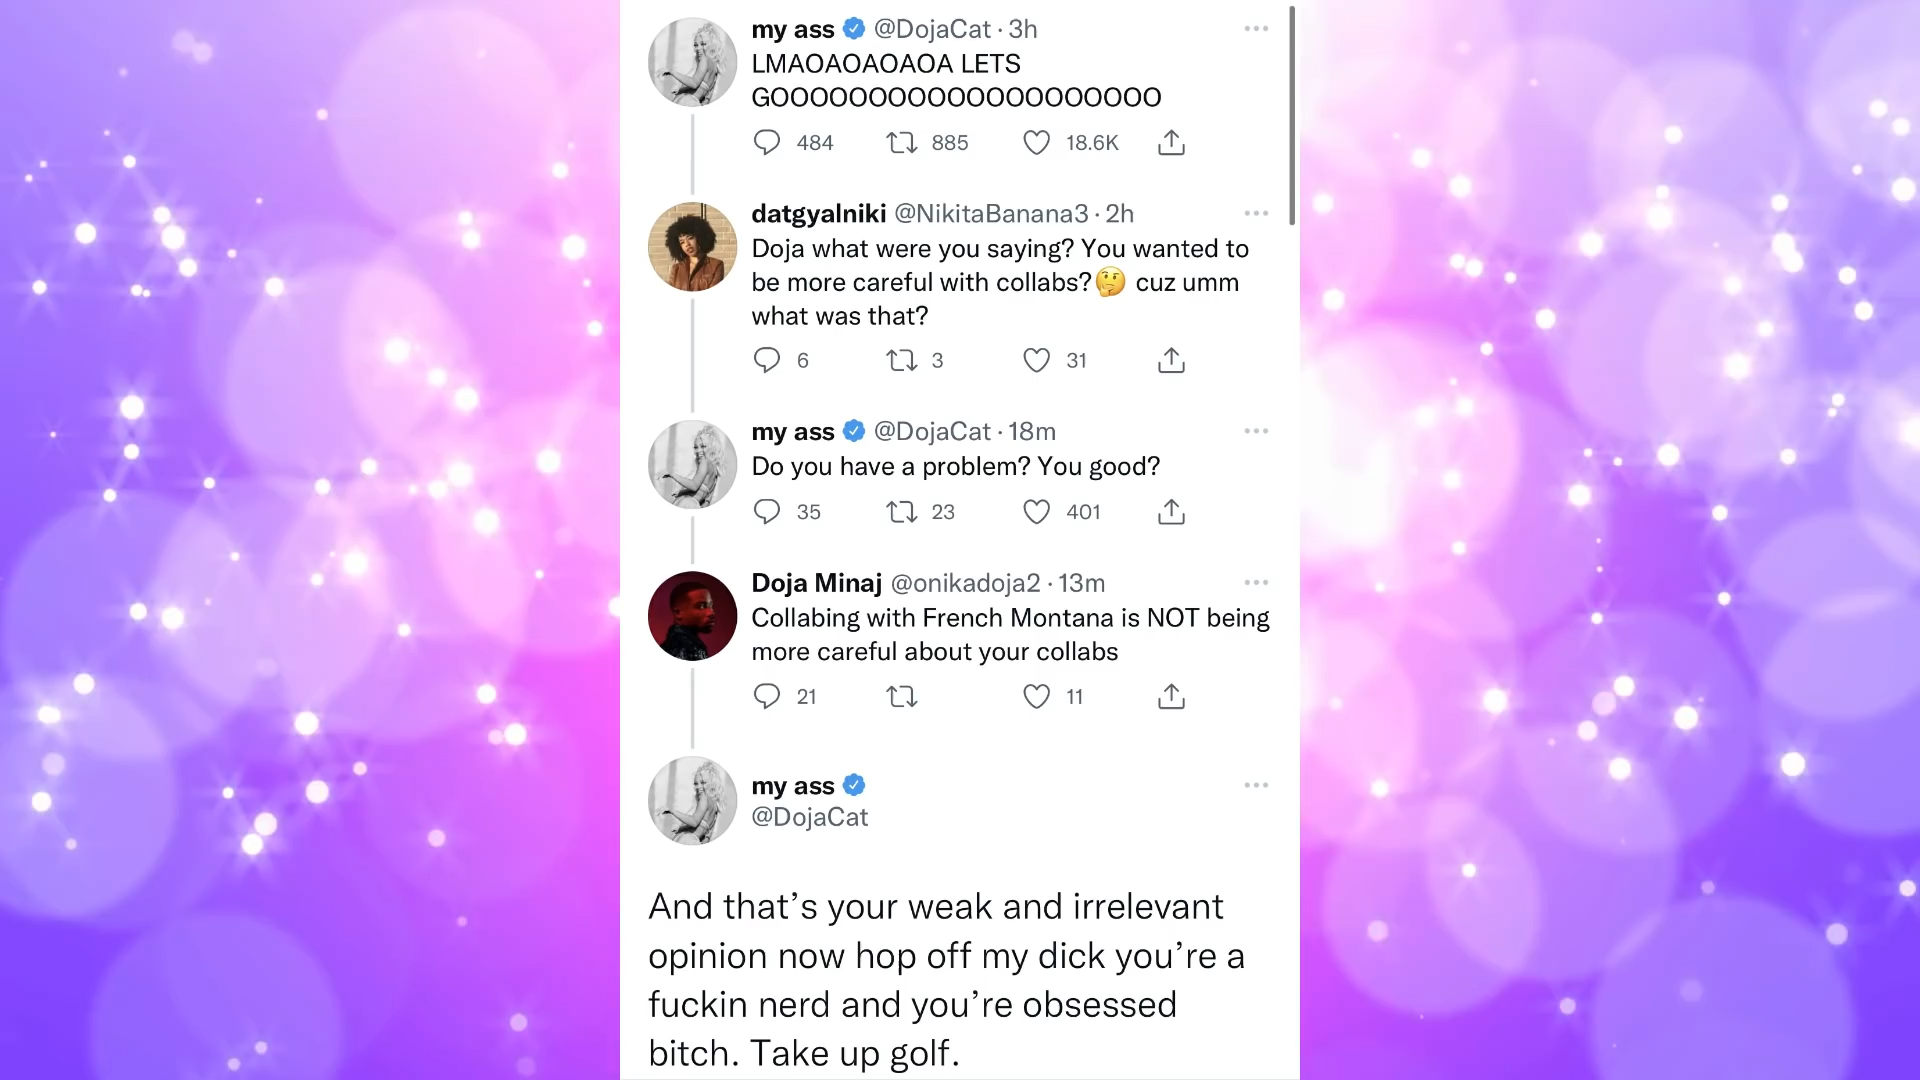 my ass @DojaCat · 3h
LMAOAOAOAOA LETS
GOOOOOOOOOOOOOOOOOOOO
484 885 18.6K
datgyalniki @NikitaBanana3 · 2h
Doja what were you saying? You wanted to
be more careful with collabs?🤔 cuz umm
what was that?
6 3 31
my ass @DojaCat · 18m
Do you have a problem? You good?
35 23 401
Doja Minaj @onikadoja2 · 13m
Collabing with French Montana is NOT being
more careful about your collabs
21 11
my ass
@DojaCat
And that’s your weak and irrelevant
opinion now hop off my dick you’re a
fuckin nerd and you’re obsessed
bitch. Take up golf.